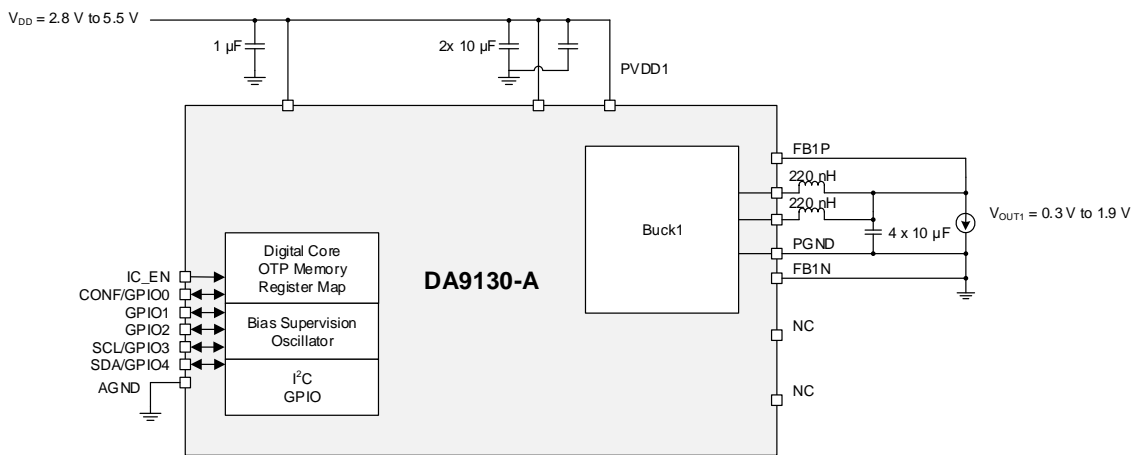 V_DD = 2.8 V to 5.5 V
1 µF
2x 10 µF
PVDD1
FB1P
220 nH
220 nH
V_OUT1 = 0.3 V to 1.9 V
4 x 10 µF
Buck1
PGND
FB1N
Digital Core
OTP Memory
Register Map
DA9130-A
IC_EN
CONF/GPIO0
GPIO1
GPIO2
SCL/GPIO3
SDA/GPIO4
AGND
Bias Supervision
Oscillator
I²C
GPIO
NC
NC